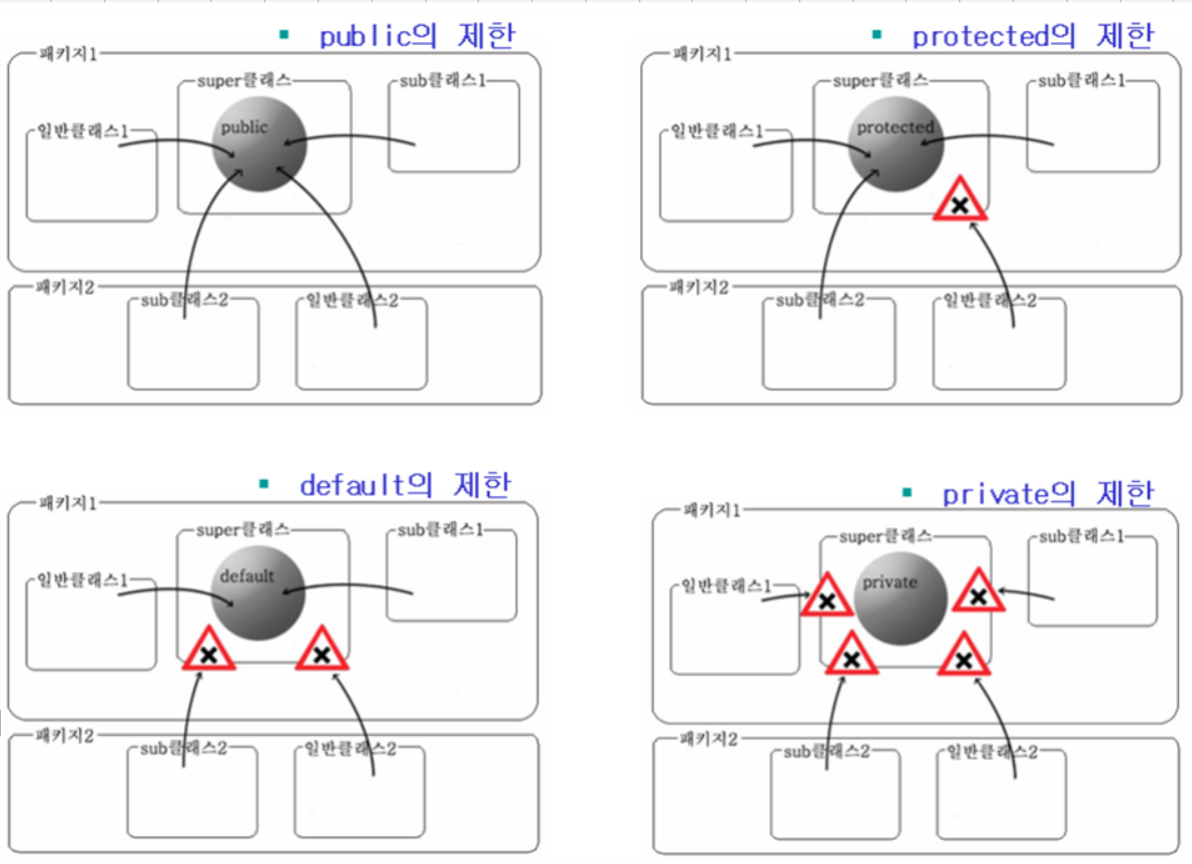 public의 제한
패키지1
super클래스
sub클래스1
일반클래스1
public
패키지2
sub클래스2
일반클래스2
protected의 제한
패키지1
super클래스
sub클래스1
일반클래스1
protected
패키지2
sub클래스2
일반클래스2
default의 제한
패키지1
super클래스
sub클래스1
일반클래스1
default
패키지2
sub클래스2
일반클래스2
private의 제한
패키지1
super클래스
sub클래스1
일반클래스1
private
패키지2
sub클래스2
일반클래스2